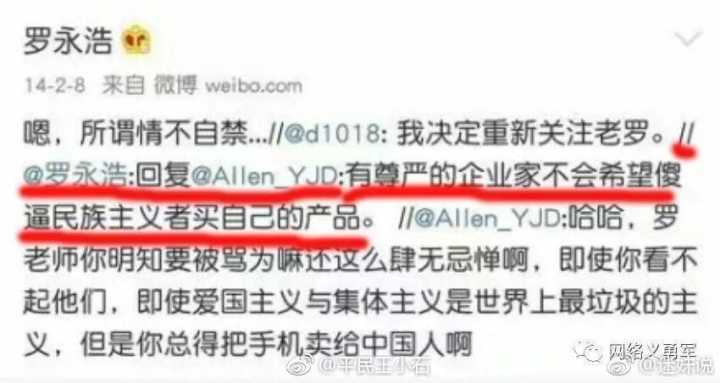 罗永浩
14-2-8 来自 微博 weibo.com
嗯，所谓情不自禁...//@d1018: 我决定重新关注老罗。//
@罗永浩:回复@Allen_YJD:有尊严的企业家不会希望傻
逼民族主义者买自己的产品。 //@Allen_YJD:哈哈，罗
老师你明知要被骂为嘛还这么肆无忌惮啊，即使你看不
起他们，即使爱国主义与集体主义是世界上最垃圾的主
义，但是你总得把手机卖给中国人啊
网络义勇军
@平民王小石